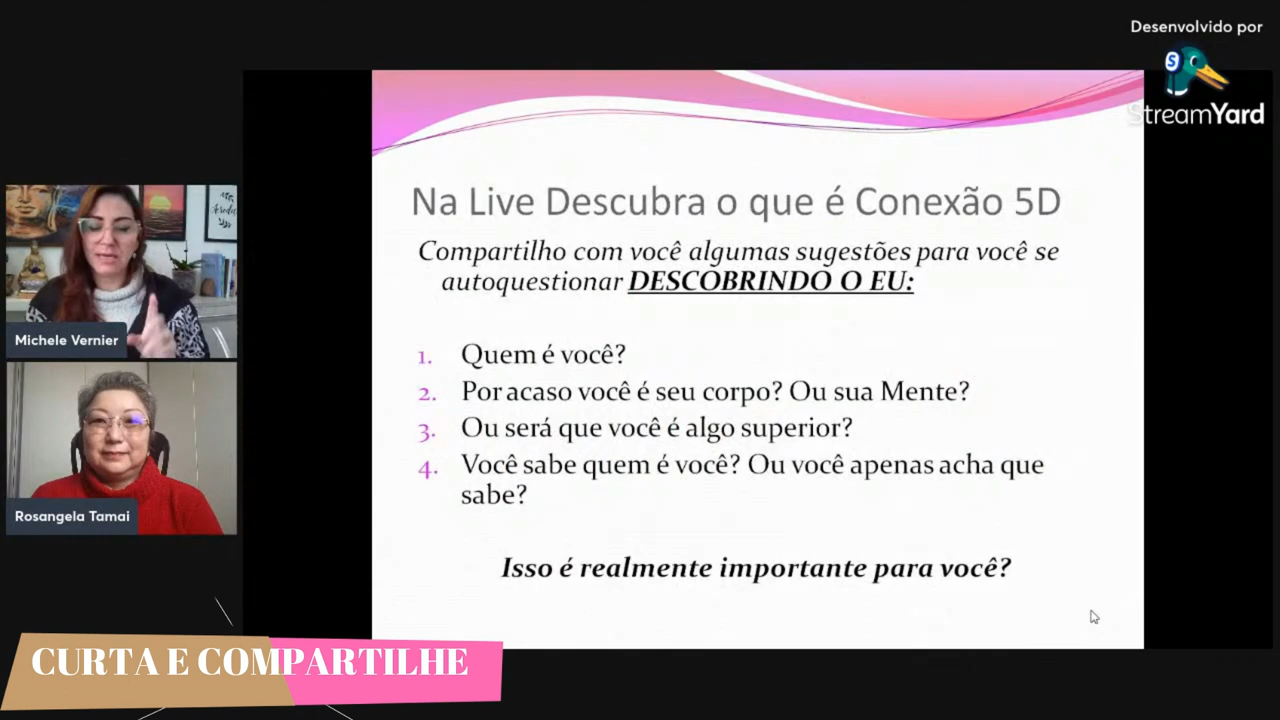 Desenvolvido por
StreamYard
Na Live Descubra o que é Conexão 5D
Compartilho com você algumas sugestões para você se
autoquestionar DESCOBRINDO O EU:
1. Quem é você?
2. Por acaso você é seu corpo? Ou sua Mente?
3. Ou será que você é algo superior?
4. Você sabe quem é você? Ou você apenas acha que
sabe?
Isso é realmente importante para você?
Michele Vernier
Rosangela Tamai
CURTA E COMPARTILHE